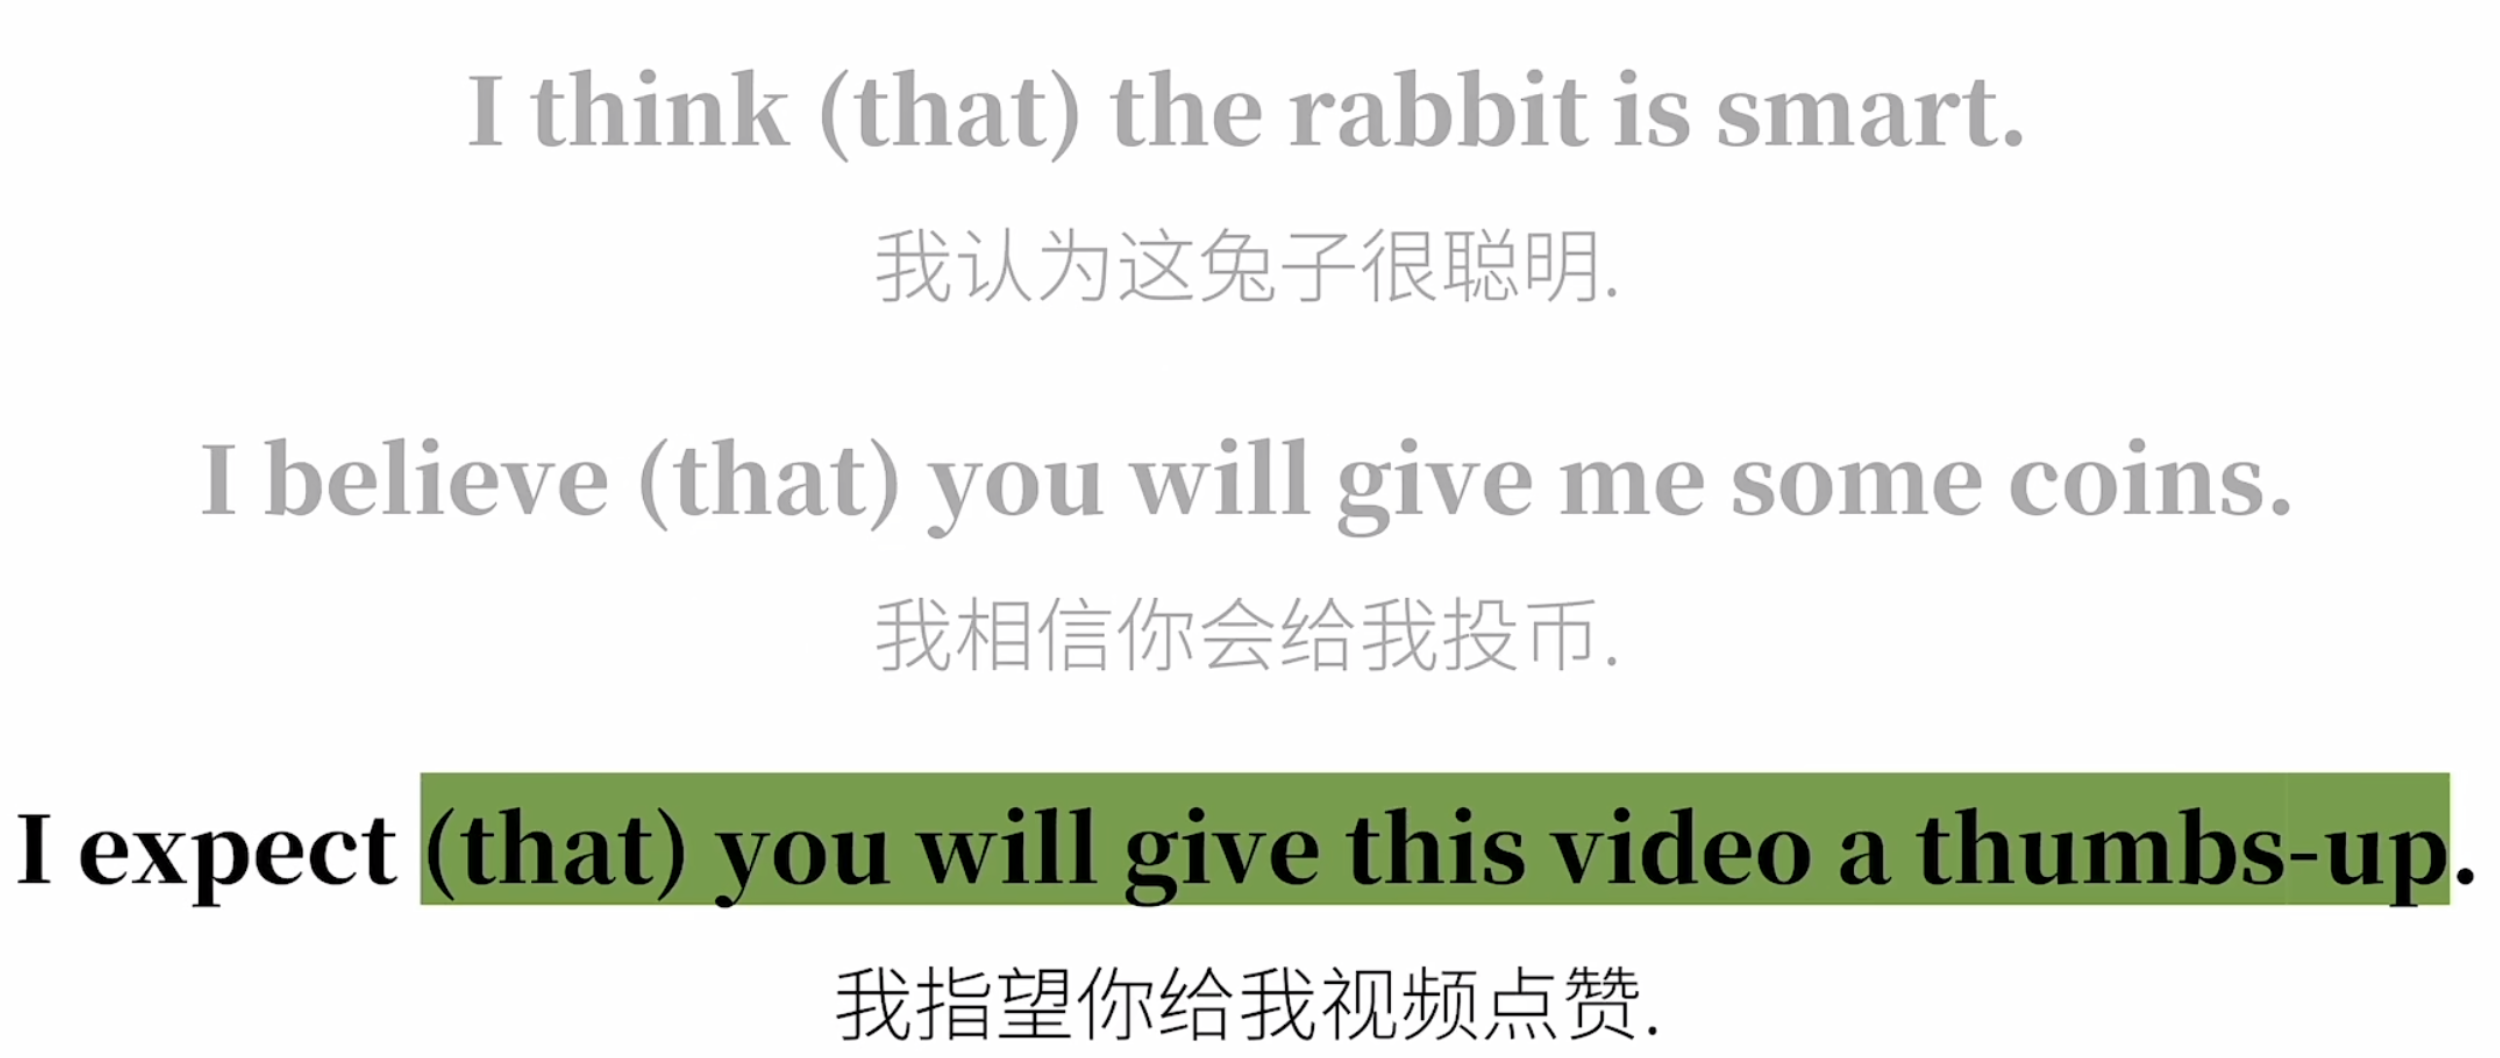 I think (that) the rabbit is smart.
我认为这兔子很聪明.
I believe (that) you will give me some coins.
我相信你会给我投币.
I expect (that) you will give this video a thumbs-up.
我指望你给我视频点赞.